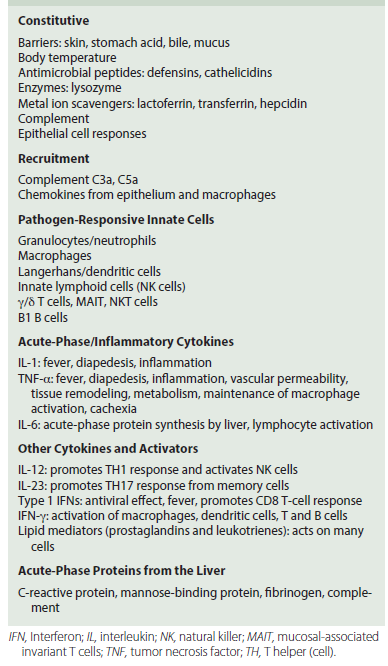 Constitutive
Barriers: skin, stomach acid, bile, mucus
Body temperature
Antimicrobial peptides: defensins, cathelicidins
Enzymes: lysozyme
Metal ion scavengers: lactoferrin, transferrin, hepcidin
Complement
Epithelial cell responses
Recruitment
Complement C3a, C5a
Chemokines from epithelium and macrophages
Pathogen-Responsive Innate Cells
Granulocytes/neutrophils
Macrophages
Langerhans/dendritic cells
Innate lymphoid cells (NK cells)
γ/δ T cells, MAIT, NKT cells
B1 B cells
Acute-Phase/Inflammatory Cytokines
IL-1: fever, diapedesis, inflammation
TNF-α: fever, diapedesis, inflammation, vascular permeability,
tissue remodeling, metabolism, maintenance of macrophage
activation, cachexia
IL-6: acute-phase protein synthesis by liver, lymphocyte activation
Other Cytokines and Activators
IL-12: promotes TH1 response and activates NK cells
IL-23: promotes TH17 response from memory cells
Type 1 IFNs: antiviral effect, fever, promotes CD8 T-cell response
IFN-γ: activation of macrophages, dendritic cells, T and B cells
Lipid mediators (prostaglandins and leukotrienes): acts on many
cells
Acute-Phase Proteins from the Liver
C-reactive protein, mannose-binding protein, fibrinogen, comple-
ment
IFN, Interferon; IL, interleukin; NK, natural killer; MAIT, mucosal-associated
invariant T cells; TNF, tumor necrosis factor; TH, T helper (cell).